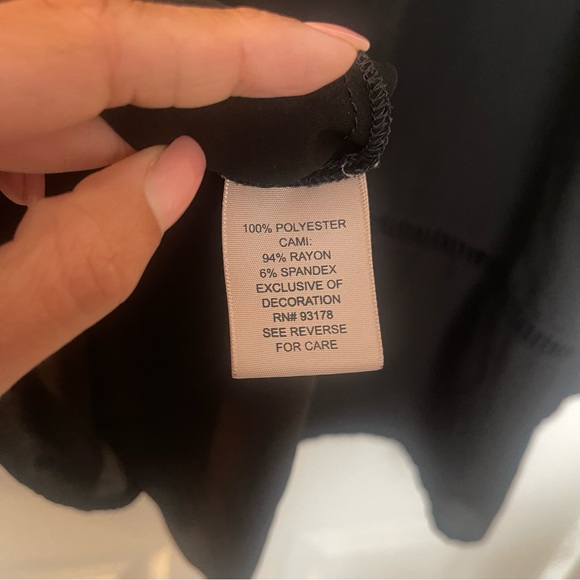 100% POLYESTER
CAMI:
94% RAYON
6% SPANDEX
EXCLUSIVE OF
DECORATION
RN# 93178
SEE REVERSE
FOR CARE